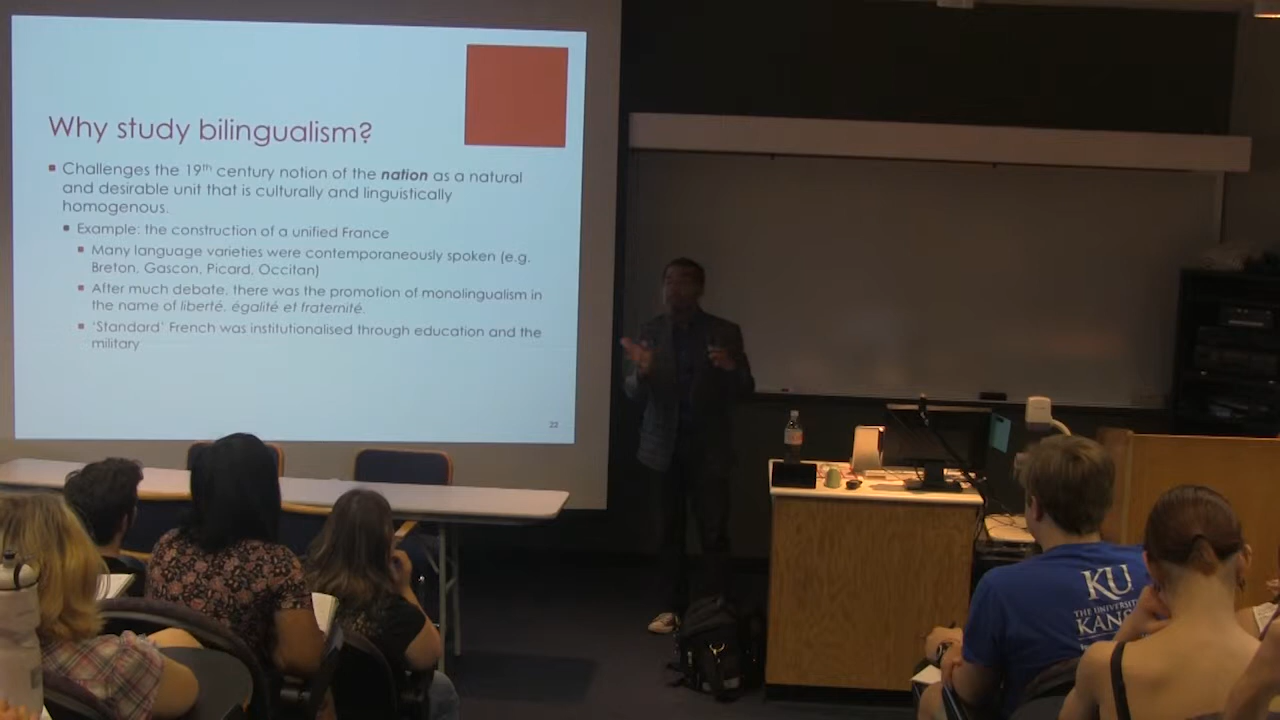 Why study bilingualism?
Challenges the 19th century notion of the nation as a natural
and desirable unit that is culturally and linguistically
homogenous.
Example: the construction of a unified France
Many language varieties were contemporaneously spoken (e.g.
Breton, Gascon, Picard, Occitan)
After much debate, there was the promotion of monolingualism in
the name of liberté, égalité et fraternité.
‘Standard’ French was institutionalised through education and the
military
22
KU
THE UNIVERSITY